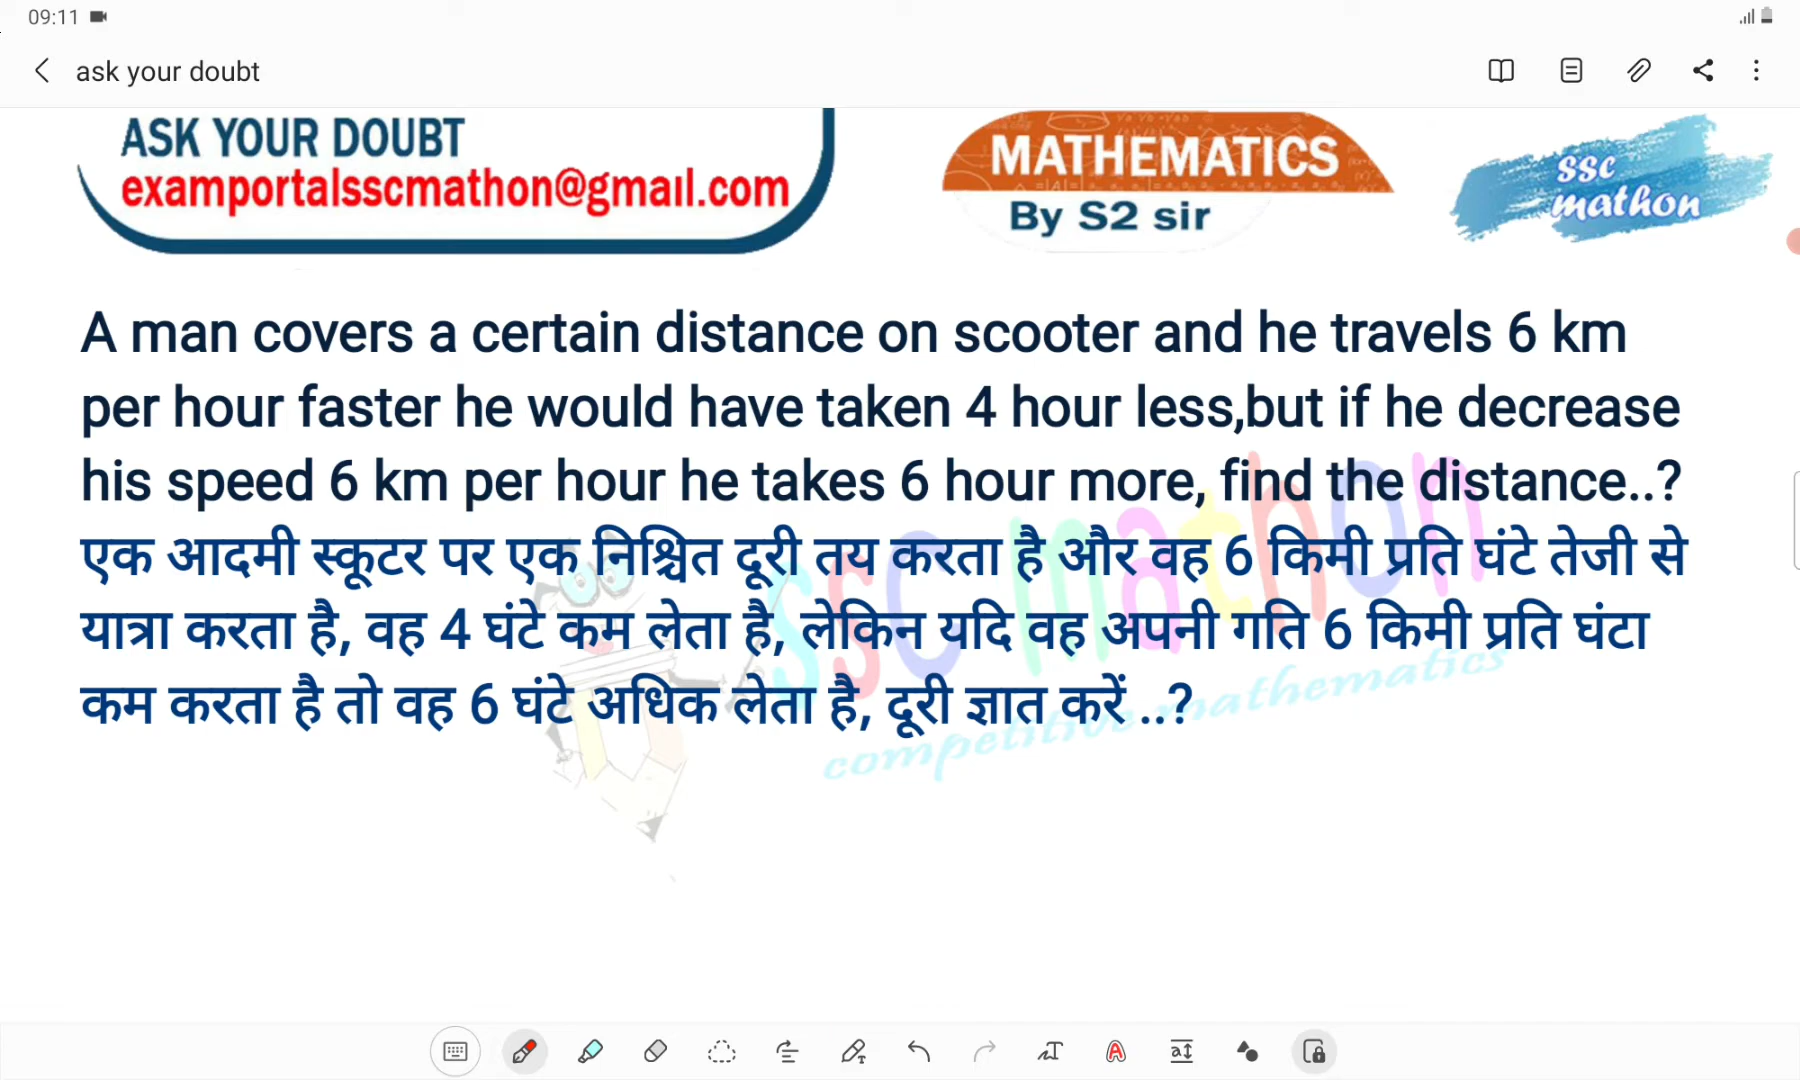 09:11
ask your doubt
ASK YOUR DOUBT
examportalsscmathon@gmail.com
MATHEMATICS
By S2 sir
ssc
mathon
A man covers a certain distance on scooter and he travels 6 km
per hour faster he would have taken 4 hour less,but if he decrease
his speed 6 km per hour he takes 6 hour more, find the distance..?
एक आदमी स्कूटर पर एक निश्चित दूरी तय करता है और वह 6 किमी प्रति घंटे तेजी से
यात्रा करता है, वह 4 घंटे कम लेता है, लेकिन यदि वह अपनी गति 6 किमी प्रति घंटा
कम करता है तो वह 6 घंटे अधिक लेता है, दूरी ज्ञात करें ..?
ssc mathon
competitive mathematics